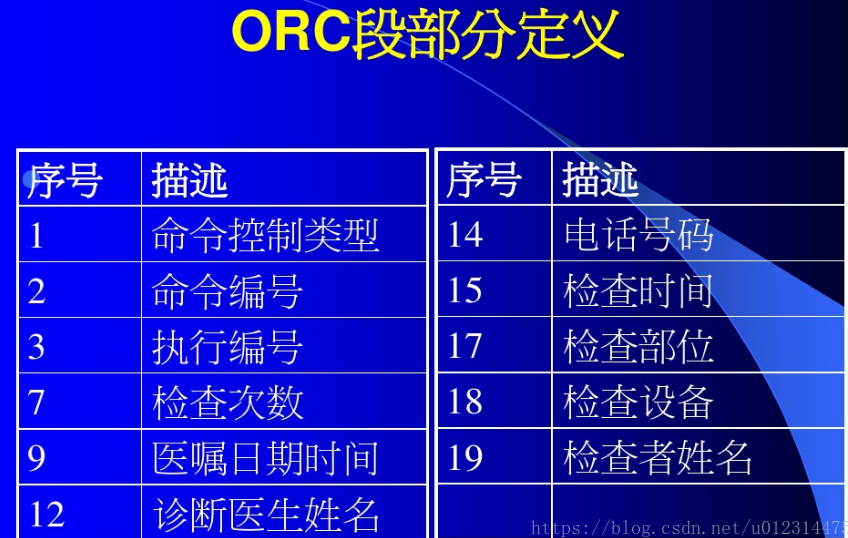 ORC段部分定义
序号 描述
1 命令控制类型
2 命令编号
3 执行编号
7 检查次数
9 医嘱日期时间
12 诊断医生姓名
序号 描述
14 电话号码
15 检查时间
17 检查部位
18 检查设备
19 检查者姓名
https://blog.csdn.net/u012314475